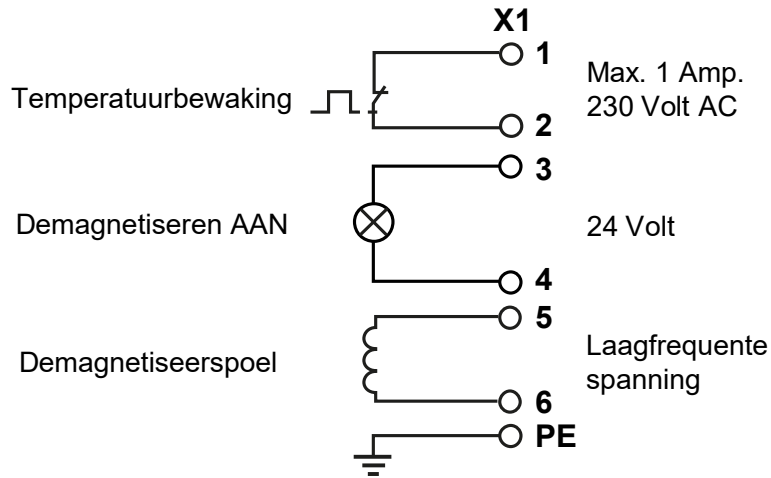 X1
1
Temperatuurbewaking
Max. 1 Amp.
230 Volt AC
2
3
Demagnetiseren AAN
24 Volt
4
5
Demagnetiseerspoel
Laagfrequente
spanning
6
PE